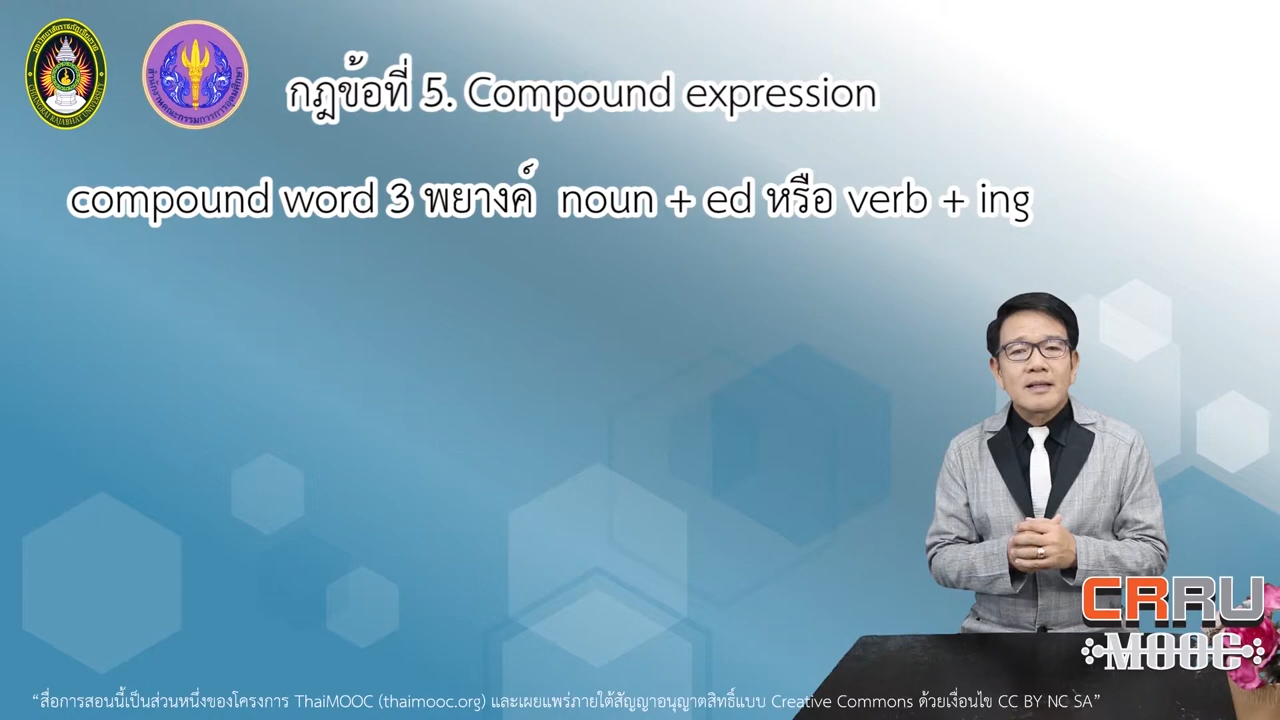 กฎข้อที่ 5. Compound expression
compound word 3 พยางค์ noun + ed หรือ verb + ing
CRRU
MOOC
“สื่อการสอนนี้เป็นส่วนหนึ่งของโครงการ ThaiMOOC (thaimooc.org) และเผยแพร่ภายใต้สัญญาอนุญาตสิทธิ์แบบ Creative Commons ด้วยเงื่อนไข CC BY NC SA”